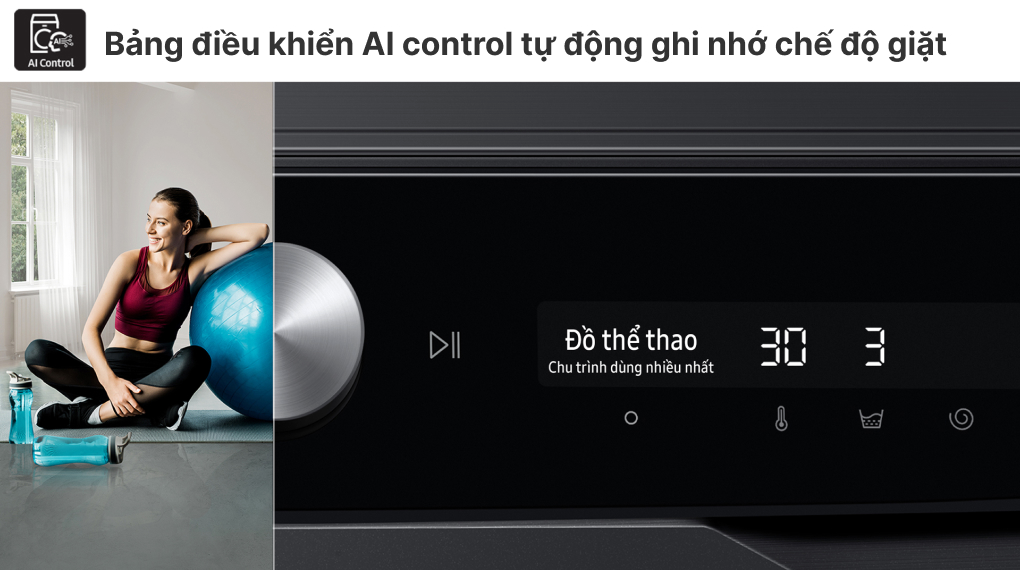 AI
AI Control
Bảng điều khiển AI control tự động ghi nhớ chế độ giặt
Đồ thể thao
Chu trình dùng nhiều nhất
30
3